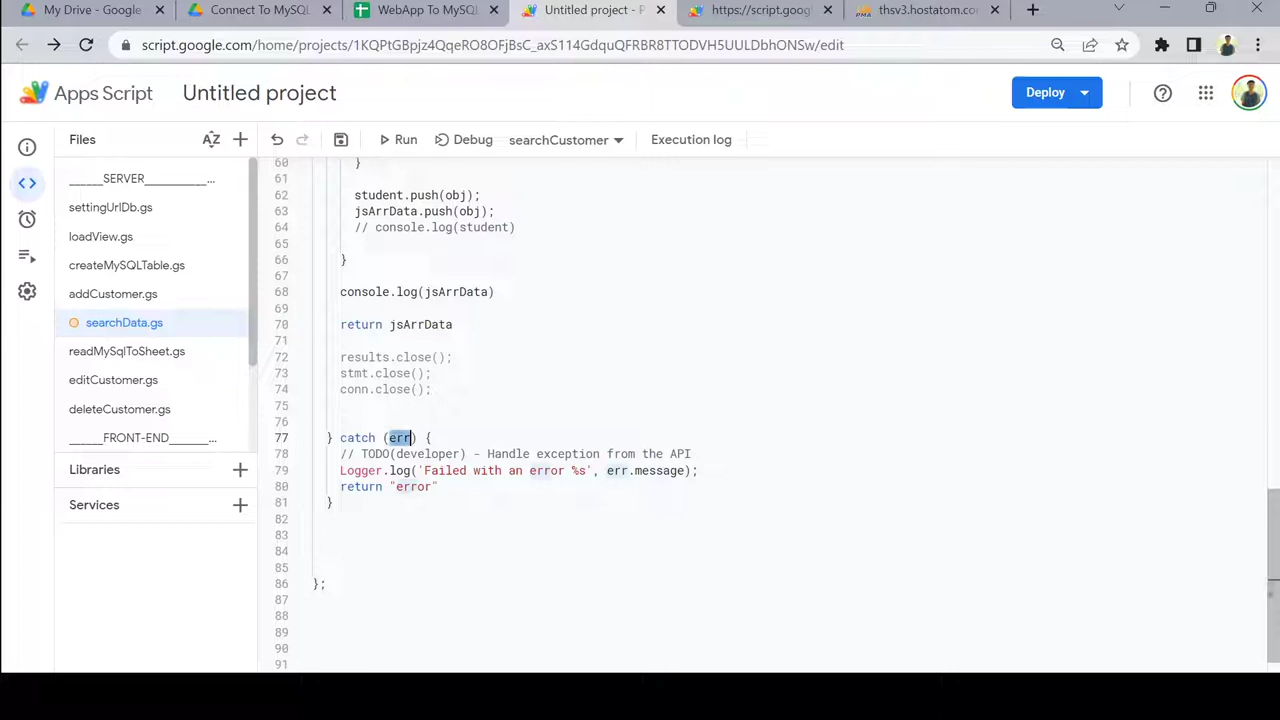 My Drive - Google
Connect To MySQL
WebApp To MySQL
Untitled project - P
https://script.goog
thsv3.hostatom.co
script.google.com/home/projects/1KQPtGBpjz4QqeRO8OFjBsC_axS114GdquQFRBR8TTODVH5UULDbhONSw/edit
Apps Script
Untitled project
Deploy
Files
AZ
Run
Debug
searchCustomer
Execution log
______SERVER___________...
settingUrlDb.gs
loadView.gs
createMySQLTable.gs
addCustomer.gs
searchData.gs
readMySqlToSheet.gs
editCustomer.gs
deleteCustomer.gs
______FRONT-END_______...
Libraries
Services
60 }
61
62 student.push(obj);
63 jsArrData.push(obj);
64 // console.log(student)
65
66 }
67
68 console.log(jsArrData)
69
70 return jsArrData
71
72 results.close();
73 stmt.close();
74 conn.close();
75
76
77 } catch (err) {
78 // TODO(developer) - Handle exception from the API
79 Logger.log('Failed with an error %s', err.message);
80 return "error"
81 }
82
83
84
85
86 };
87
88
89
90
91